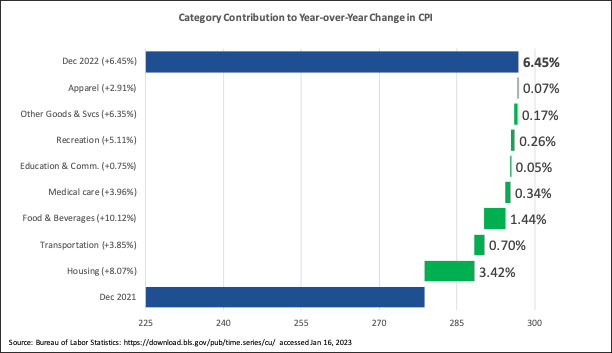 Category Contribution to Year-over-Year Change in CPI
Dec 2022 (+6.45%) 6.45%
Apparel (+2.91%) 0.07%
Other Goods & Svcs (+6.35%) 0.17%
Recreation (+5.11%) 0.26%
Education & Comm. (+0.75%) 0.05%
Medical care (+3.96%) 0.34%
Food & Beverages (+10.12%) 1.44%
Transportation (+3.85%) 0.70%
Housing (+8.07%) 3.42%
Dec 2021
225 240 255 270 285 300
Source: Bureau of Labor Statistics: https://download.bls.gov/pub/time.series/cu/ accessed Jan 16, 2023